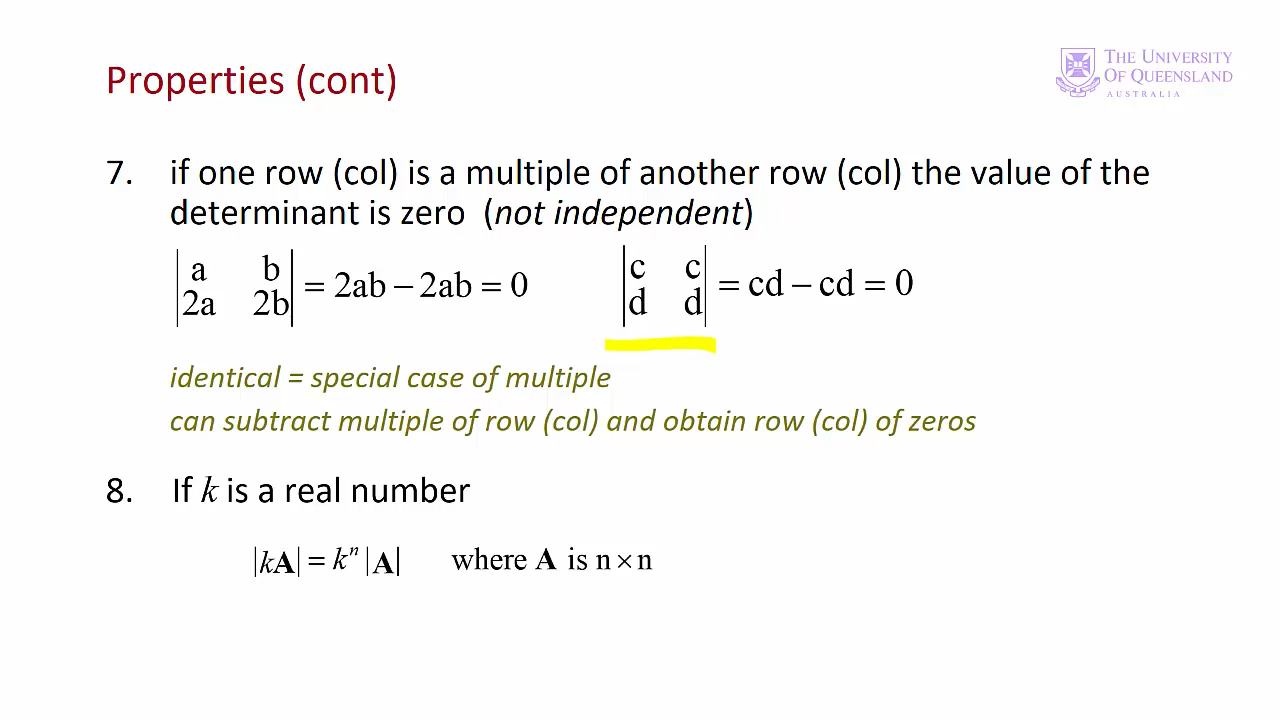 Properties (cont)
THE UNIVERSITY
OF QUEENSLAND
AUSTRALIA
7. if one row (col) is a multiple of another row (col) the value of the
determinant is zero (not independent)
|a b| = 2ab − 2ab = 0 |c c| = cd − cd = 0
|2a 2b| |d d|
identical = special case of multiple
can subtract multiple of row (col) and obtain row (col) of zeros
8. If k is a real number
|kA| = kⁿ |A| where A is n × n